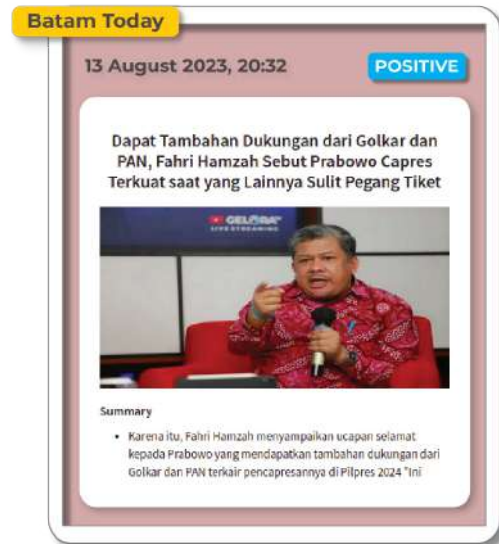 Batam Today
13 August 2023, 20:32
POSITIVE
Dapat Tambahan Dukungan dari Golkar dan
PAN, Fahri Hamzah Sebut Prabowo Capres
Terkuat saat yang Lainnya Sulit Pegang Tiket
GELORA
LIVE STREAMING
Summary
• Karena itu, Fahri Hamzah menyampaikan ucapan selamat
kepada Prabowo yang mendapatkan tambahan dukungan dari
Golkar dan PAN terkair pencapresannya di Pilpres 2024 "Ini